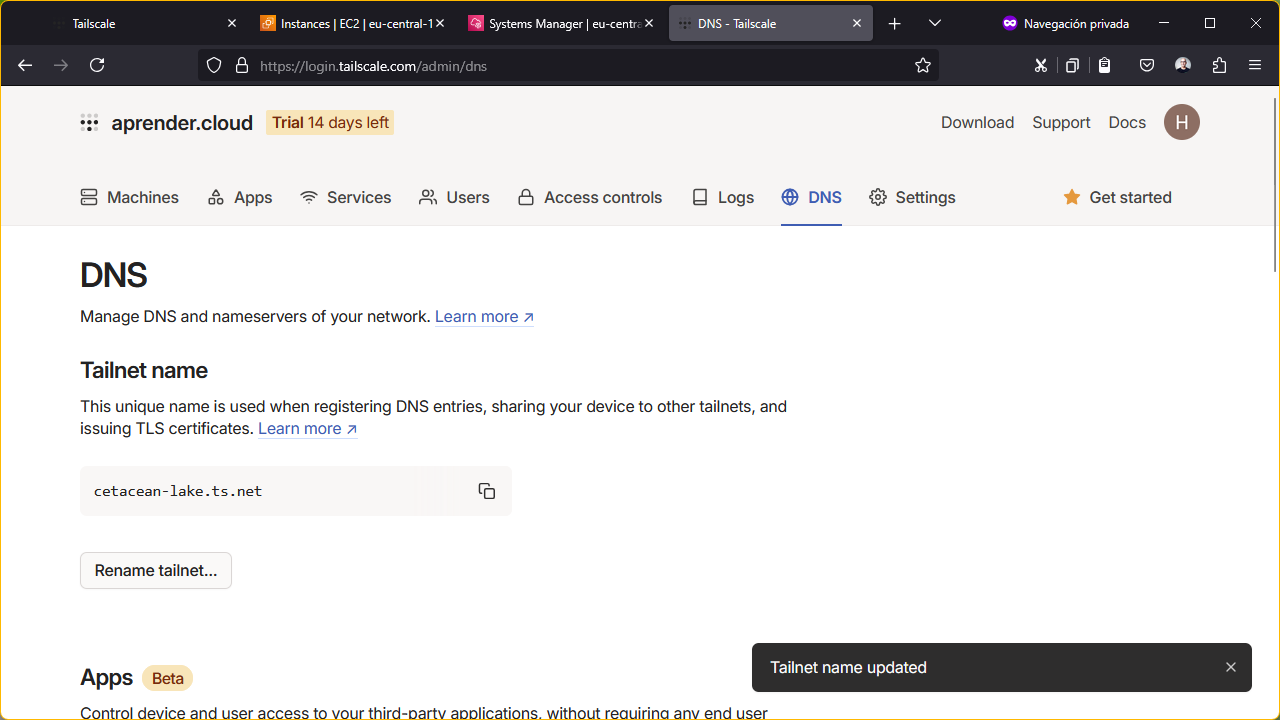 Tailscale
Instances | EC2 | eu-central-1
Systems Manager | eu-centra
DNS - Tailscale
Navegación privada
https://login.tailscale.com/admin/dns
aprender.cloud
Trial 14 days left
Download
Support
Docs
H
Machines
Apps
Services
Users
Access controls
Logs
DNS
Settings
Get started
DNS
Manage DNS and nameservers of your network. Learn more ↗
Tailnet name
This unique name is used when registering DNS entries, sharing your device to other tailnets, and
issuing TLS certificates. Learn more ↗
cetacean-lake.ts.net
Rename tailnet...
Apps Beta
Control device and user access to your third-party applications, without requiring any end user
Tailnet name updated